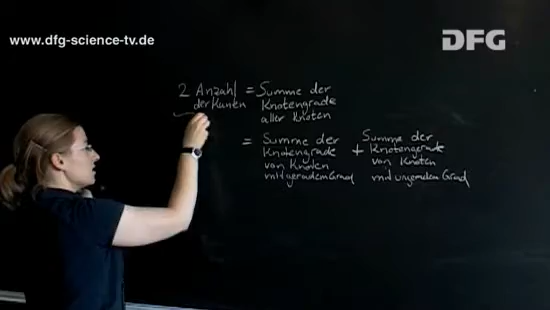 www.dfg-science-tv.de
DFG
2 Anzahl = Summe der
der Kanten Knotengrade
aller Knoten
= Summe der + Summe der
Knotengrade Knotengrade
von Knoten von Knoten
mit geradem Grad mit ungeradem Grad